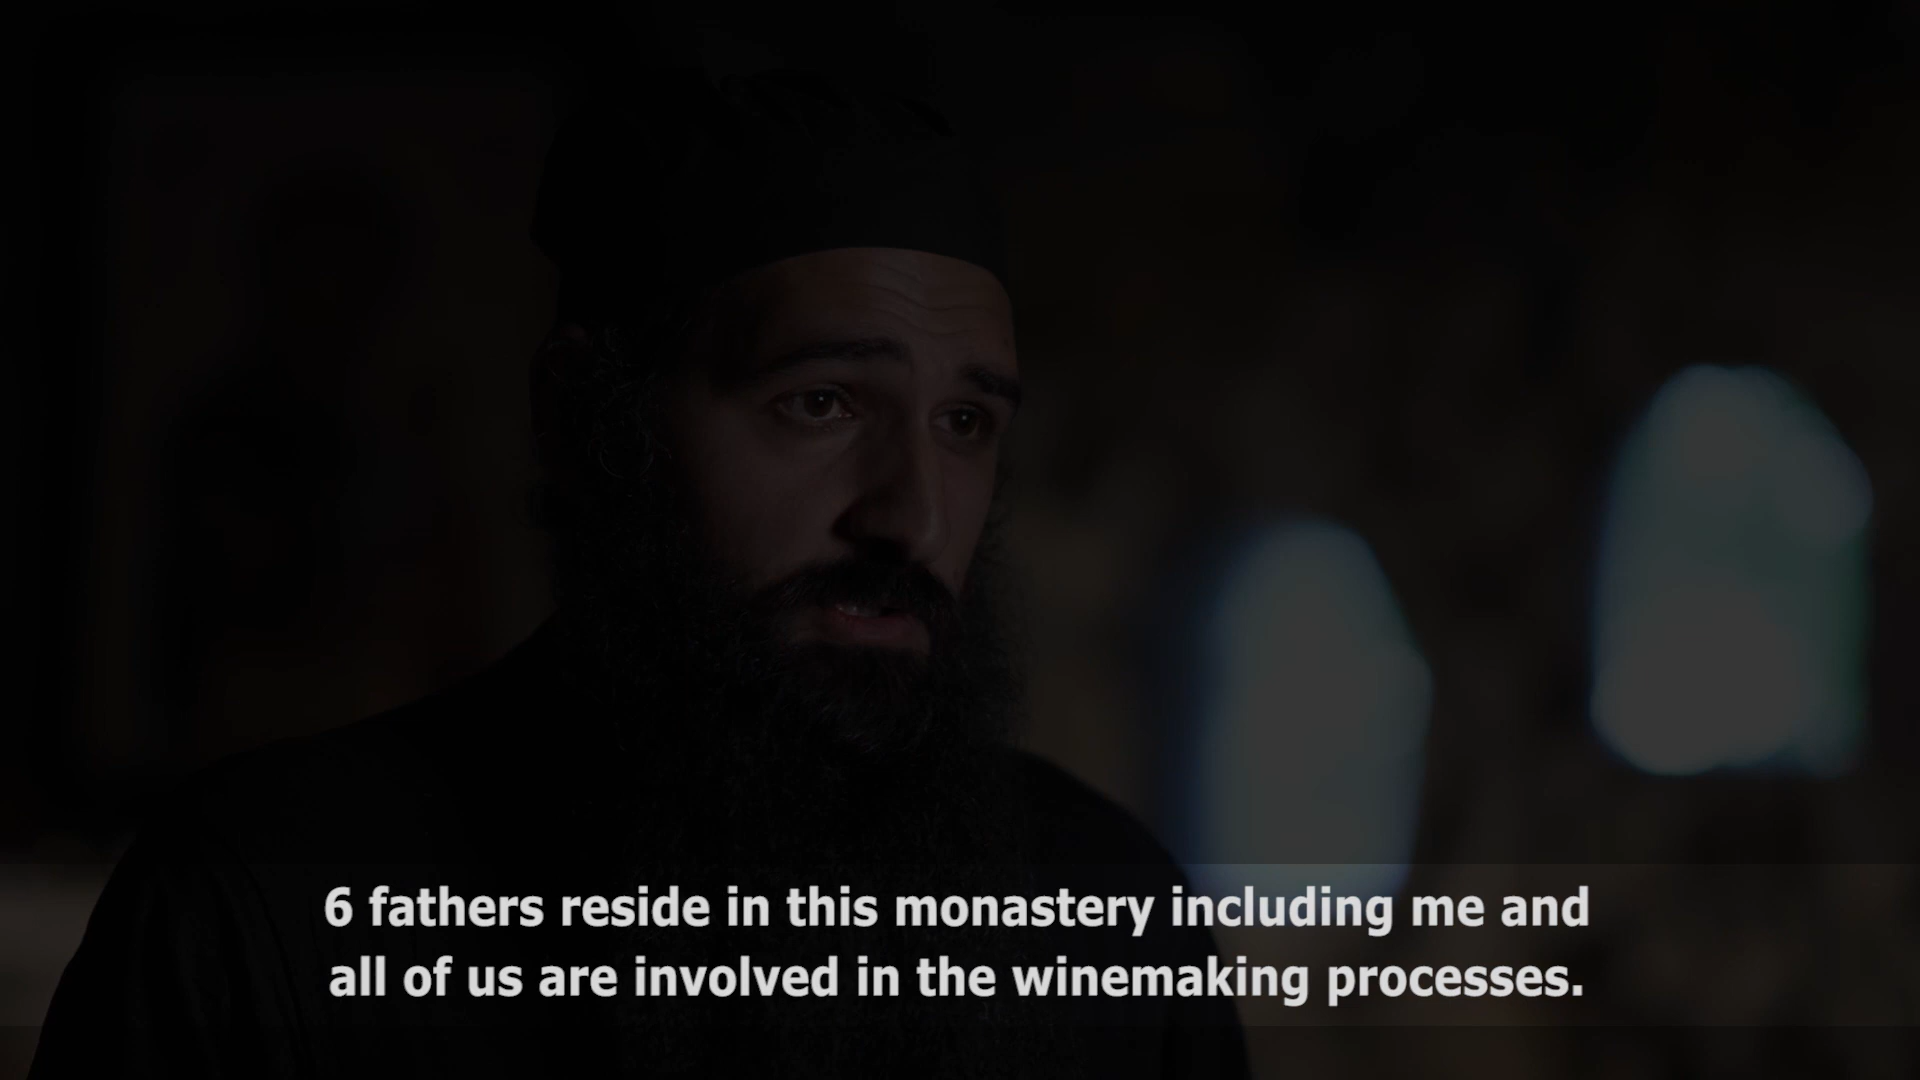 6 fathers reside in this monastery including me and
all of us are involved in the winemaking processes.